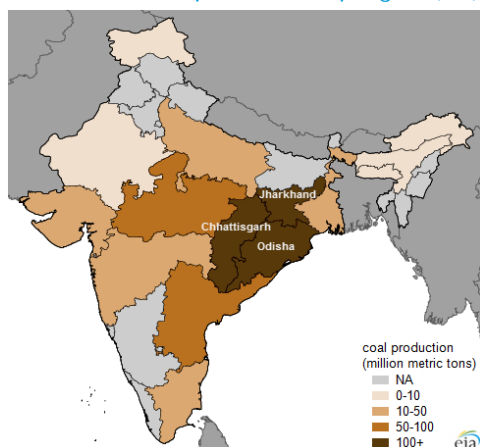 Jharkhand
Chhattisgarh
Odisha
coal production
(million metric tons)
NA
0-10
10-50
50-100
100+
eia